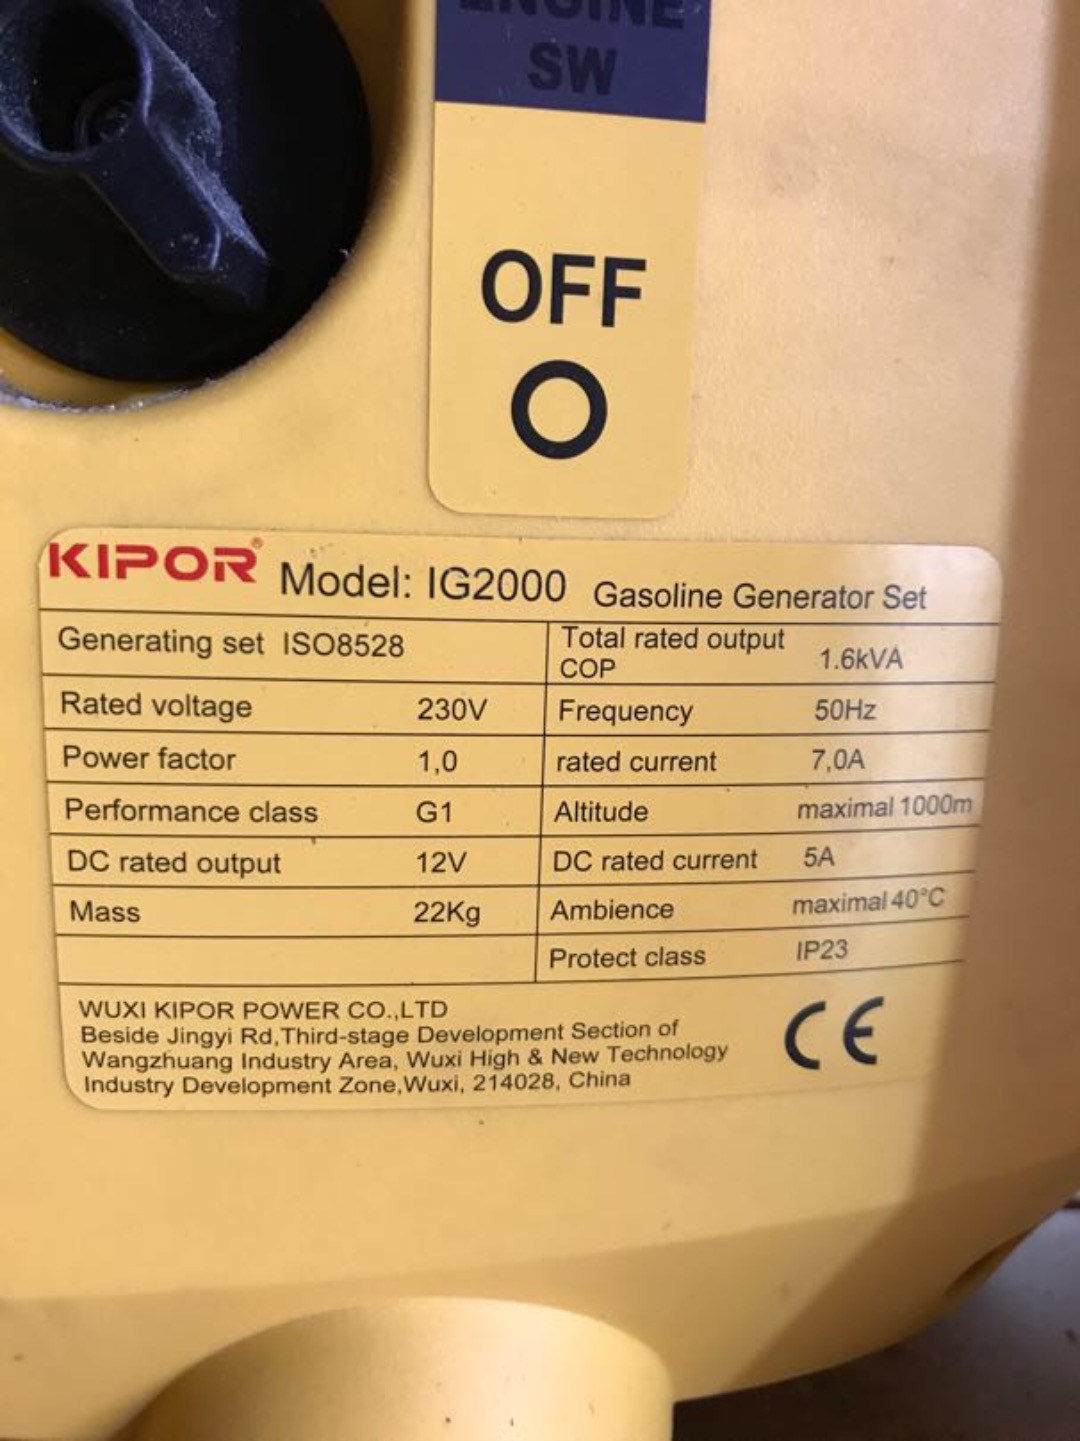 ENGINE
SW
OFF
KIPOR® Model: IG2000 Gasoline Generator Set
Generating set ISO8528
Total rated output COP 1.6kVA
Rated voltage 230V
Frequency 50Hz
Power factor 1,0
rated current 7,0A
Performance class G1
Altitude maximal 1000m
DC rated output 12V
DC rated current 5A
Mass 22Kg
Ambience maximal 40°C
Protect class IP23
WUXI KIPOR POWER CO.,LTD
Beside Jingyi Rd,Third-stage Development Section of
Wangzhuang Industry Area, Wuxi High & New Technology
Industry Development Zone,Wuxi, 214028, China
CE